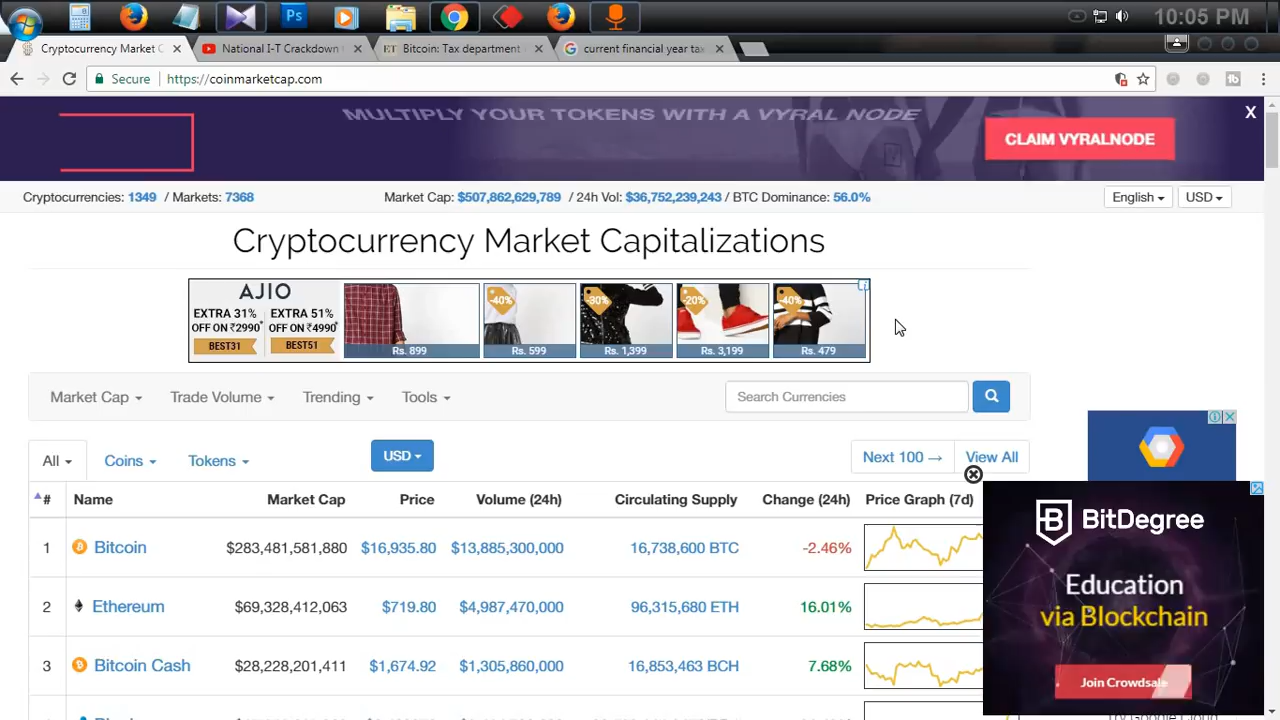 10:05 PM
Cryptocurrency Market C
National I-T Crackdown
ET Bitcoin: Tax department
current financial year tax
Secure
https://coinmarketcap.com
MULTIPLY YOUR TOKENS WITH A VYRAL NODE
CLAIM VYRALNODE
X
Cryptocurrencies: 1349 / Markets: 7368
Market Cap: $507,862,629,789 / 24h Vol: $36,752,239,243 / BTC Dominance: 56.0%
English
USD
Cryptocurrency Market Capitalizations
AJIO
EXTRA 31% EXTRA 51%
OFF ON ₹2990* OFF ON ₹4990*
BEST31 BEST51
-40% -30% -20% -40%
Rs. 899 Rs. 599 Rs. 1,399 Rs. 3,199 Rs. 479
Market Cap Trade Volume Trending Tools
Search Currencies
All Coins Tokens USD Next 100 → View All
# Name Market Cap Price Volume (24h) Circulating Supply Change (24h) Price Graph (7d)
1 Bitcoin $283,481,581,880 $16,935.80 $13,885,300,000 16,738,600 BTC -2.46%
2 Ethereum $69,328,412,063 $719.80 $4,987,470,000 96,315,680 ETH 16.01%
3 Bitcoin Cash $28,228,201,411 $1,674.92 $1,305,860,000 16,853,463 BCH 7.68%
BitDegree
Education
via Blockchain
Join Crowdsale